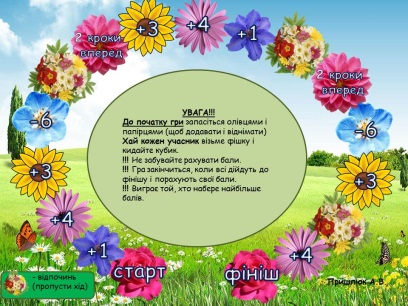 +3
+4
+1
2 кроки
вперед
2 кроки
вперед
-6
-6
+3
+3
+4
+4
+1
УВАГА!!!
До початку гри запасіться олівцями і
папірцями (щоб додавати і віднімати)
Хай кожен учасник візьме фішку і
кидайте кубик.
!!! Не забувайте рахувати бали.
!!! Гра закінчиться, коли всі дійдуть до
фінішу і порахують свої бали.
!!! Виграє той, хто набере найбільше
балів.
старт
фініш
- відпочинь
(пропусти хід)
Пришлюк А.В.